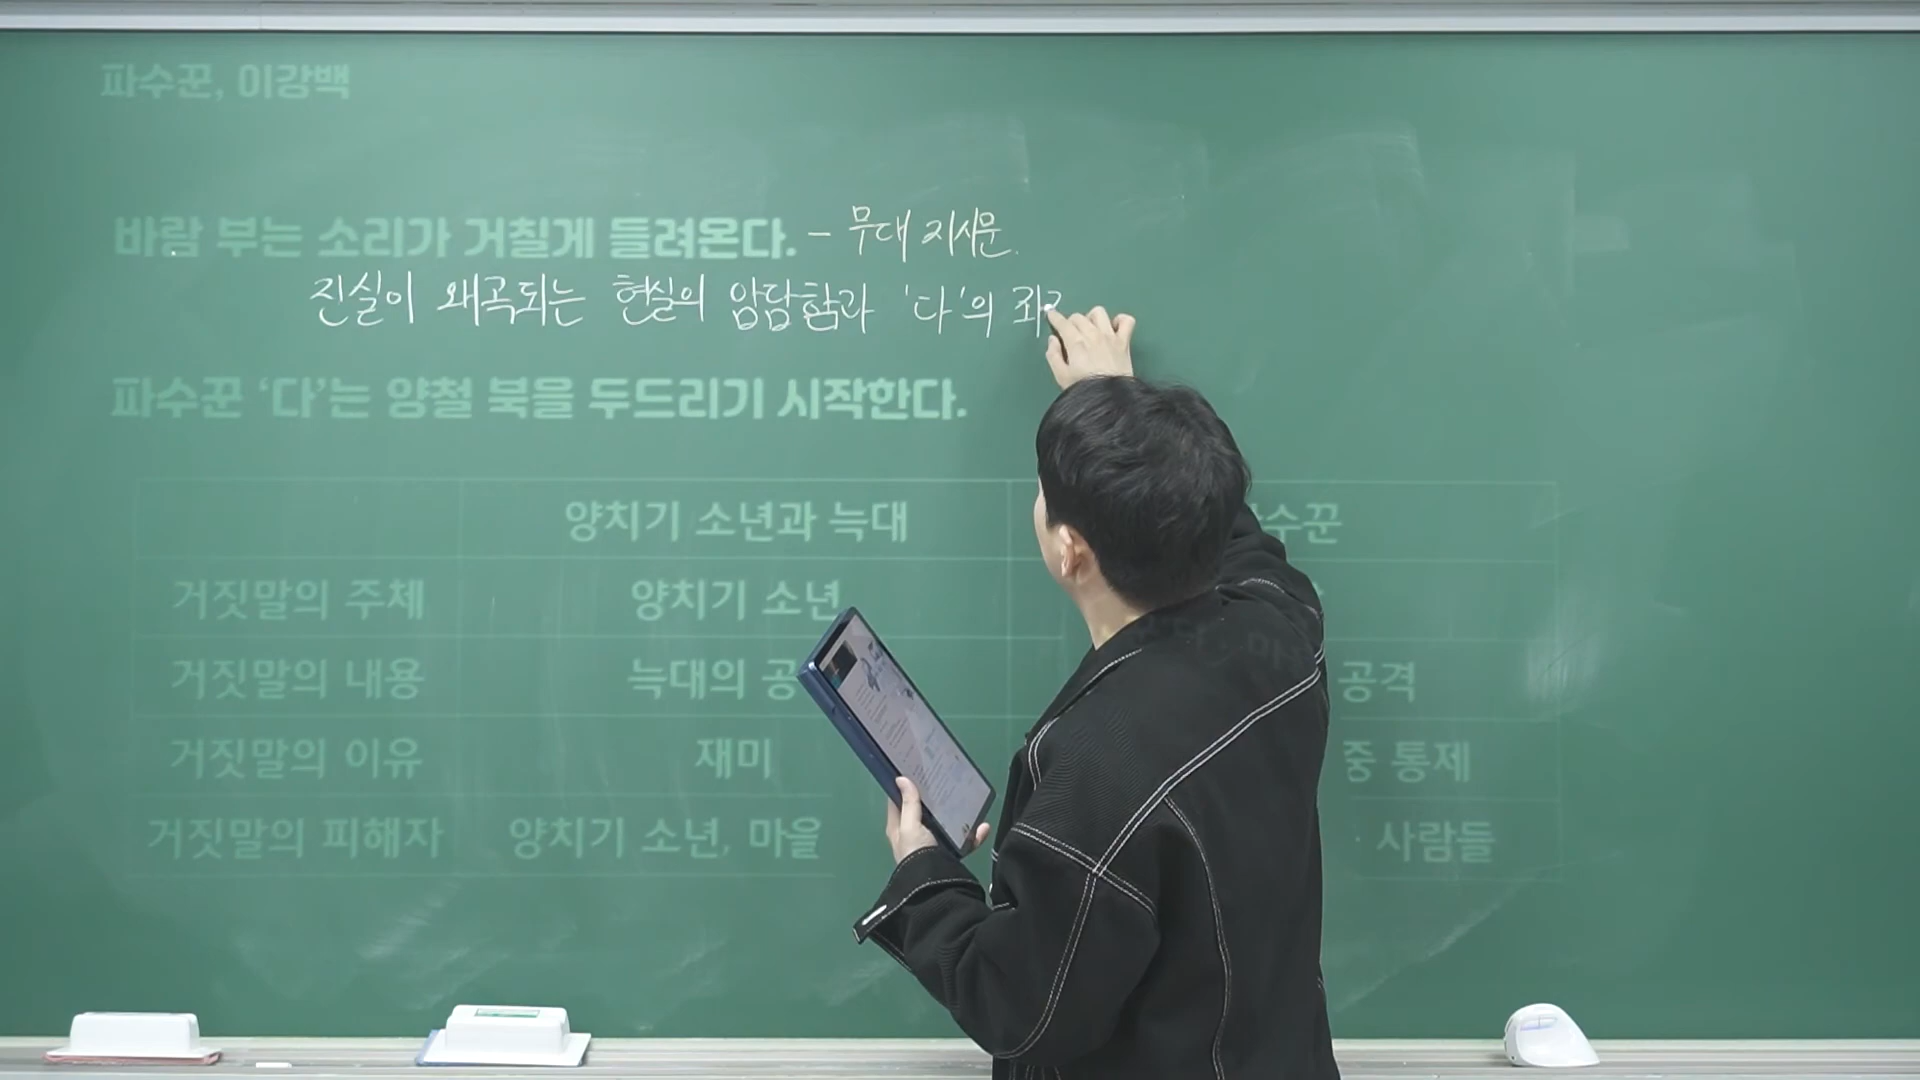 파수꾼, 이강백
바람 부는 소리가 거칠게 들려온다. - 무대 지시문.
진실이 왜곡되는 현실의 암담함과 '다'의
파수꾼 ‘다’는 양철 북을 두드리기 시작한다.
양치기 소년과 늑대 수꾼
거짓말의 주체 양치기 소년
거짓말의 내용 늑대의 공 공격
거짓말의 이유 재미 중 통제
거짓말의 피해자 양치기 소년, 마을 사람들